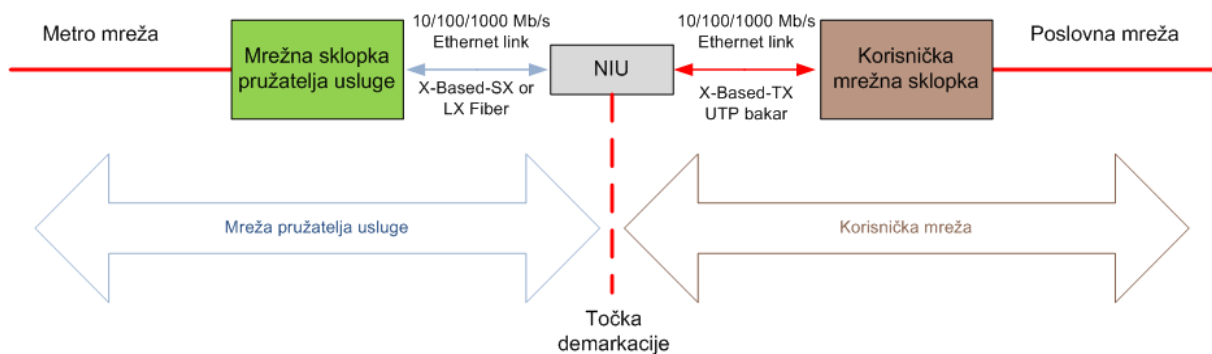 Metro mreža
Mrežna sklopka
pružatelja usluge
10/100/1000 Mb/s
Ethernet link
X-Based-SX or
LX Fiber
NIU
10/100/1000 Mb/s
Ethernet link
X-Based-TX
UTP bakar
Korisnička
mrežna sklopka
Poslovna mreža
Mreža pružatelja usluge
Korisnička mreža
Točka
demarkacije